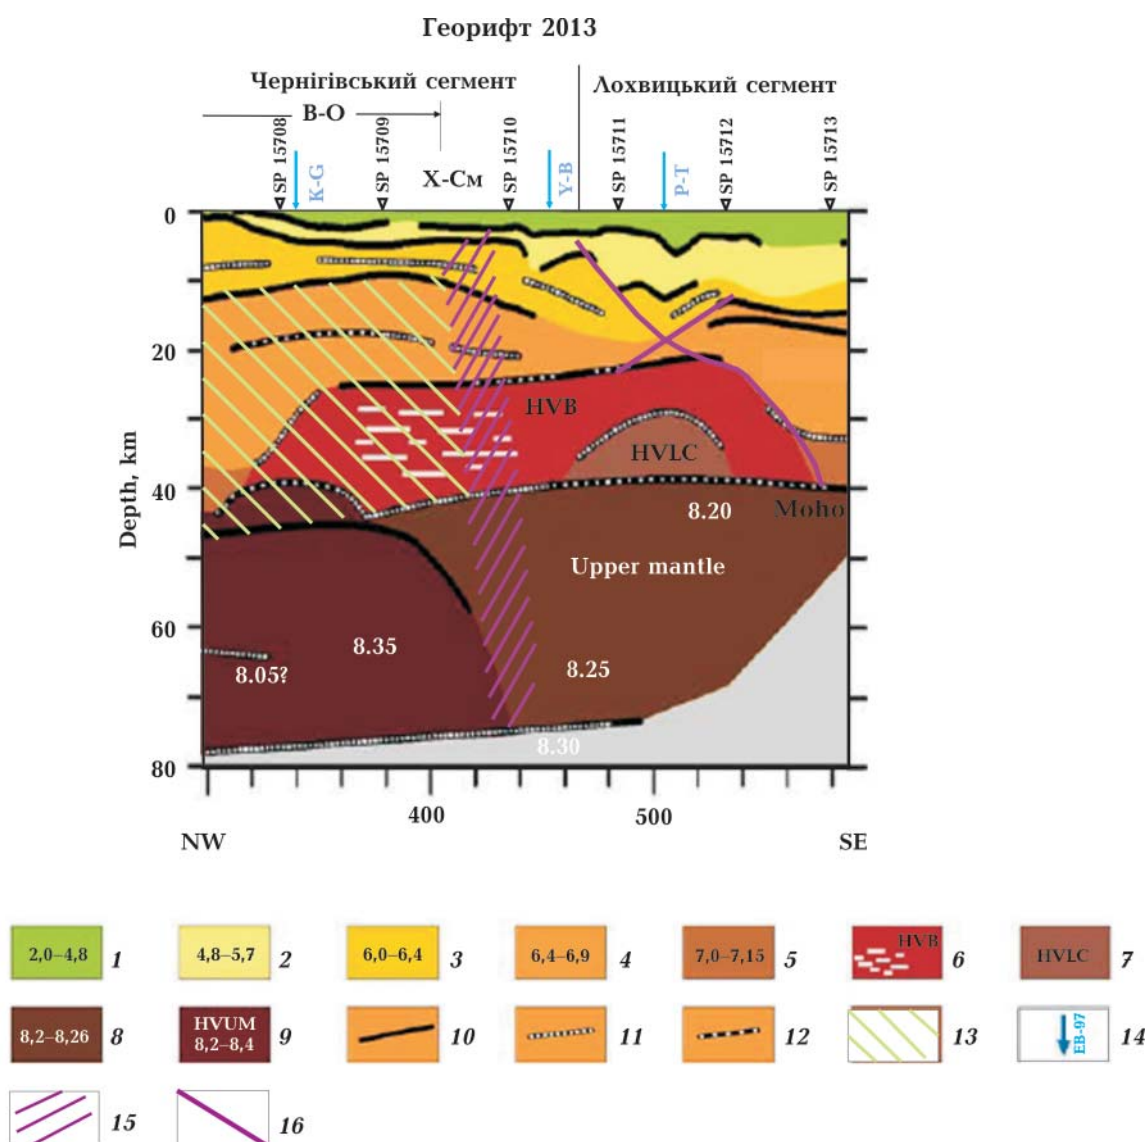 Георифт 2013
Чернігівський сегмент
Лохвицький сегмент
В-О
Х-См
SP 15708
K-G
SP 15709
SP 15710
Y-B
SP 15711
P-T
SP 15712
SP 15713
0
20
40
60
80
Depth, km
HVB
HVLC
Moho
8.20
Upper mantle
8.35
8.05?
8.25
8.30
400
500
NW
SE
2,0–4,8 1
4,8–5,7 2
6,0–6,4 3
6,4–6,9 4
7,0–7,15 5
HVB 6
HVLC 7
8,2–8,26 8
HVUM
8,2–8,4 9
10
11
12
13
EB-97 14
15
16